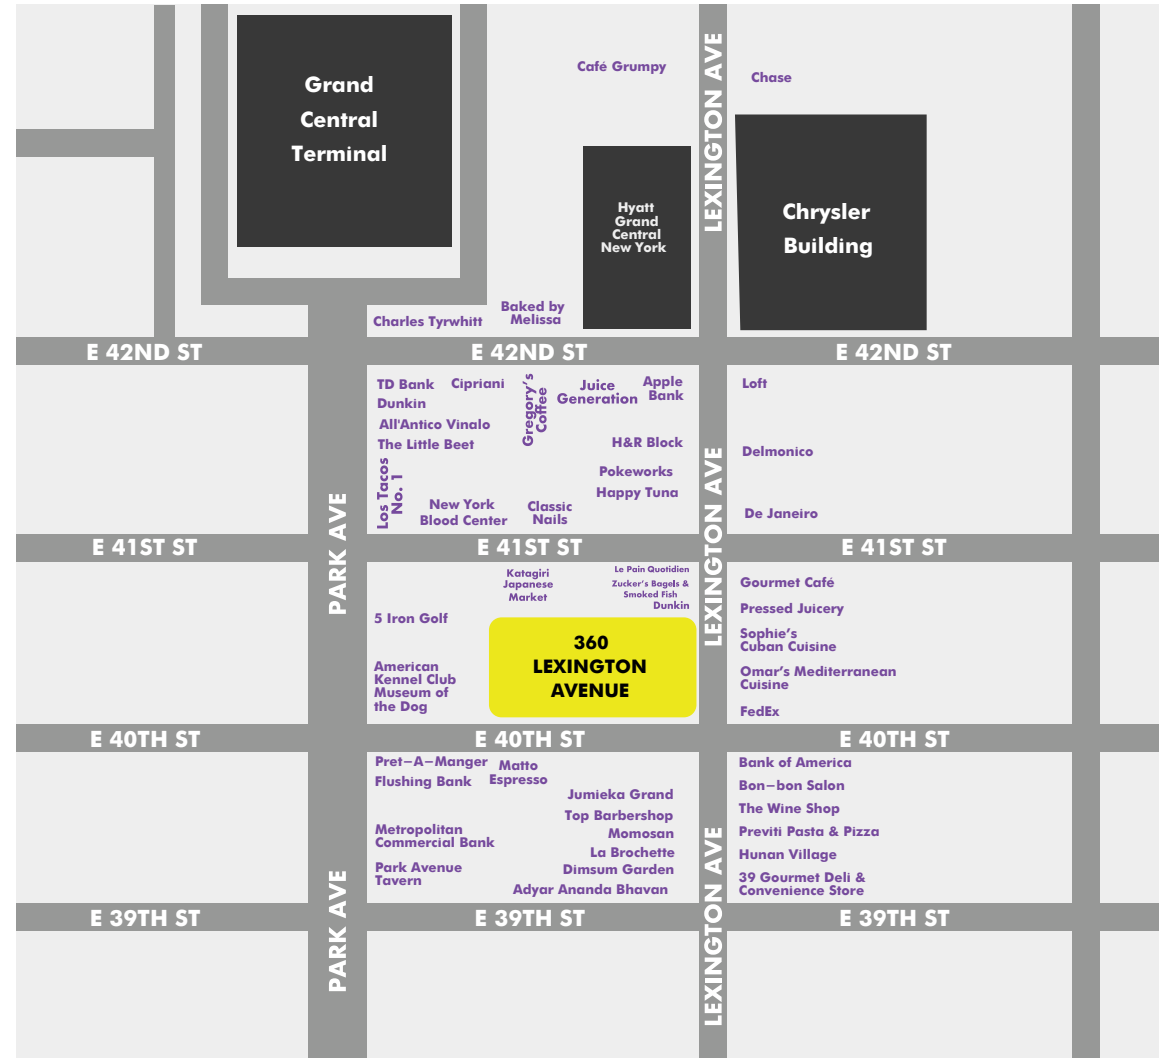 Café Grumpy
LEXINGTON AVE
Chase
Grand
Central
Terminal
Hyatt
Grand
Central
New York
Chrysler
Building
Baked by
Melissa
Charles Tyrwhitt
E 42ND ST
E 42ND ST
E 42ND ST
TD Bank
Cipriani
Gregory's
Coffee
Juice
Generation
Apple
Bank
Loft
Dunkin
All'Antico Vinalo
The Little Beet
H&R Block
Delmonico
Los Tacos
No. 1
Pokeworks
Happy Tuna
New York
Blood Center
Classic
Nails
De Janeiro
PARK AVE
LEXINGTON AVE
E 41ST ST
E 41ST ST
E 41ST ST
Katagiri
Japanese
Market
Le Pain Quotidien
Zucker's Bagels &
Smoked Fish
Dunkin
Gourmet Café
Pressed Juicery
5 Iron Golf
Sophie's
Cuban Cuisine
360
LEXINGTON
AVENUE
American
Kennel Club
Museum of
the Dog
Omar's Mediterranean
Cuisine
FedEx
E 40TH ST
E 40TH ST
E 40TH ST
Pret–A–Manger
Flushing Bank
Matto
Espresso
Bank of America
Bon–bon Salon
Jumieka Grand
Top Barbershop
The Wine Shop
Metropolitan
Commercial Bank
Momosan
Previti Pasta & Pizza
La Brochette
Hunan Village
Park Avenue
Tavern
Dimsum Garden
39 Gourmet Deli &
Convenience Store
Adyar Ananda Bhavan
PARK AVE
LEXINGTON AVE
E 39TH ST
E 39TH ST
E 39TH ST